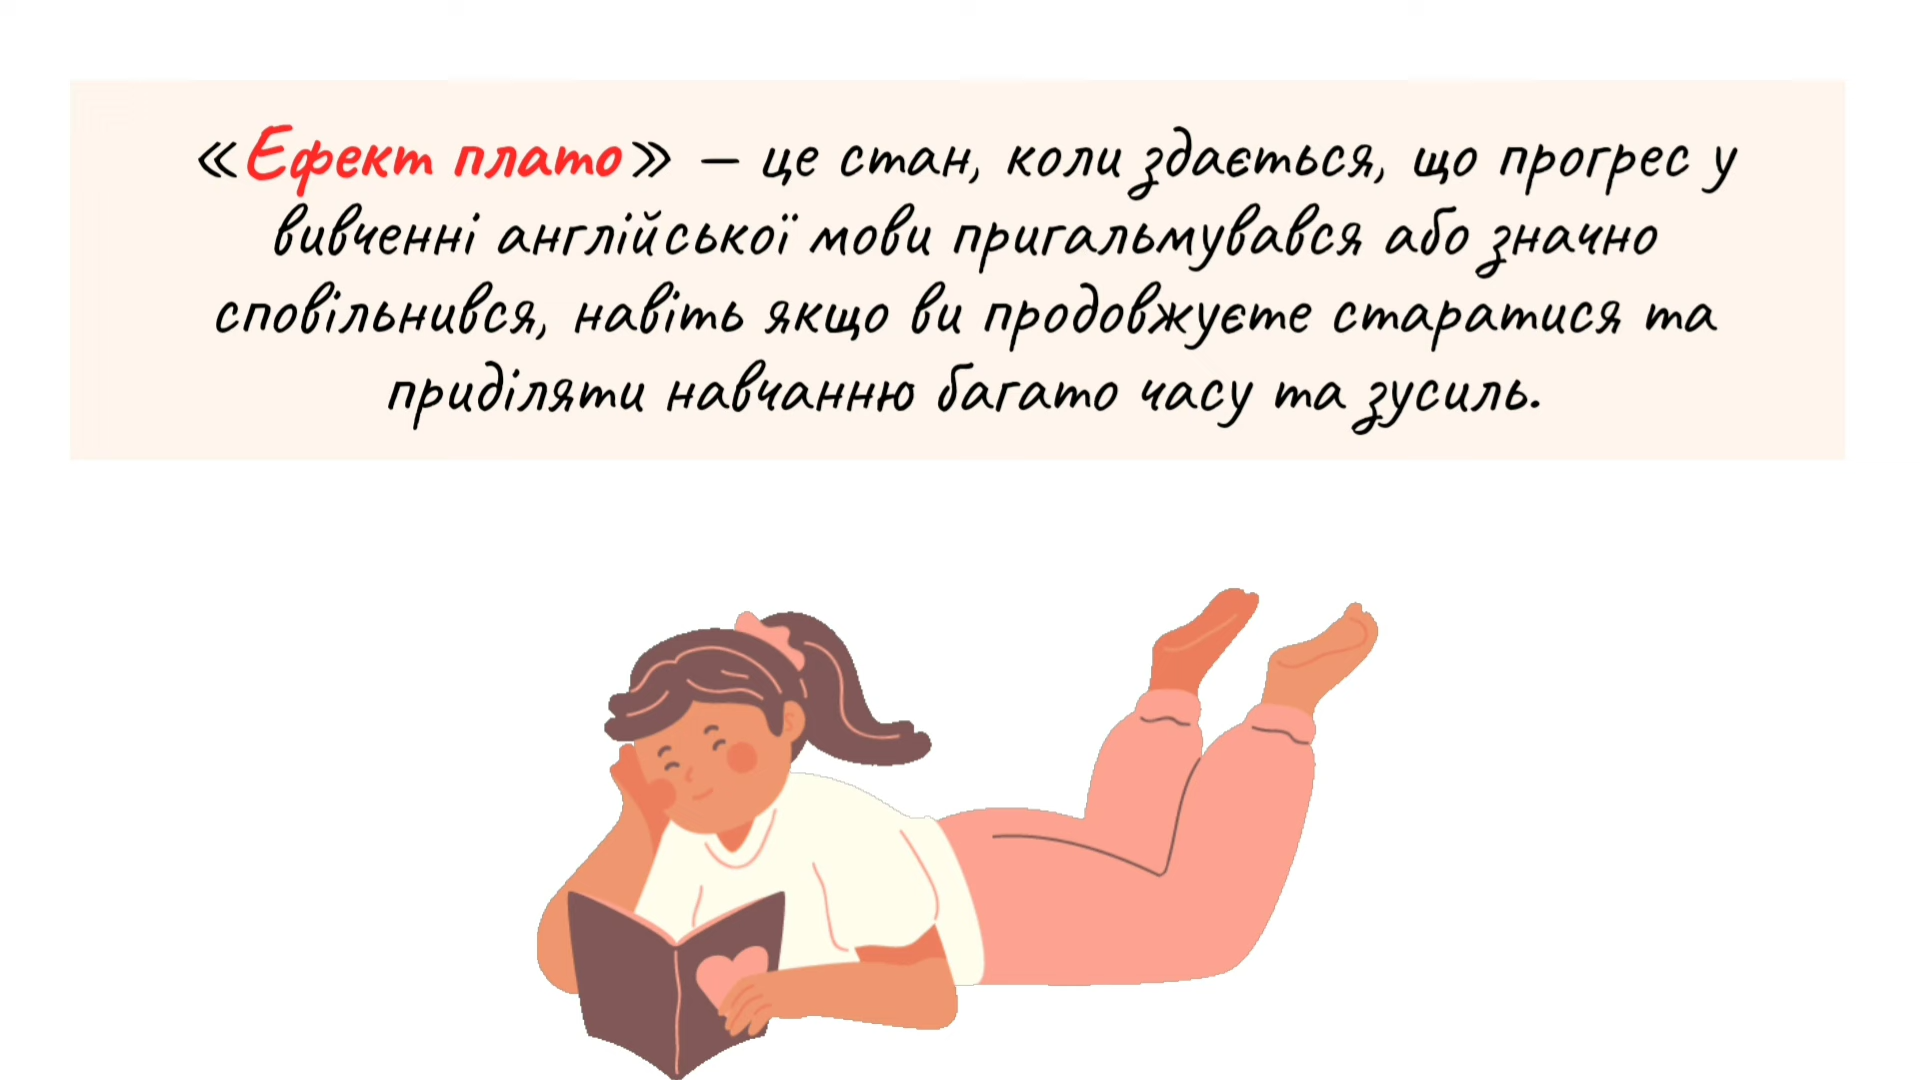 «Ефект плато» – це стан, коли здається, що прогрес у
вивченні англійської мови пригальмувався або значно
сповільнився, навіть якщо ви продовжуєте старатися та
приділяти навчанню багато часу та зусиль.